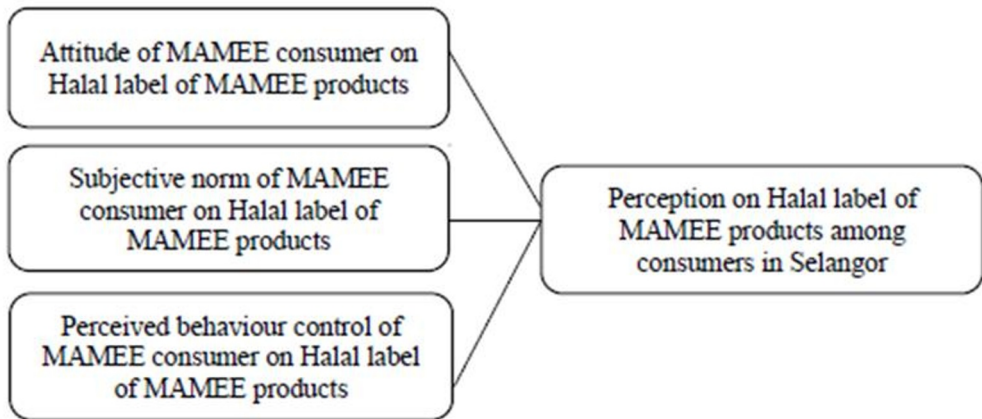 Attitude of MAMEE consumer on
Halal label of MAMEE products
Subjective norm of MAMEE
consumer on Halal label of
MAMEE products
Perceived behaviour control of
MAMEE consumer on Halal label
of MAMEE products
Perception on Halal label of
MAMEE products among
consumers in Selangor